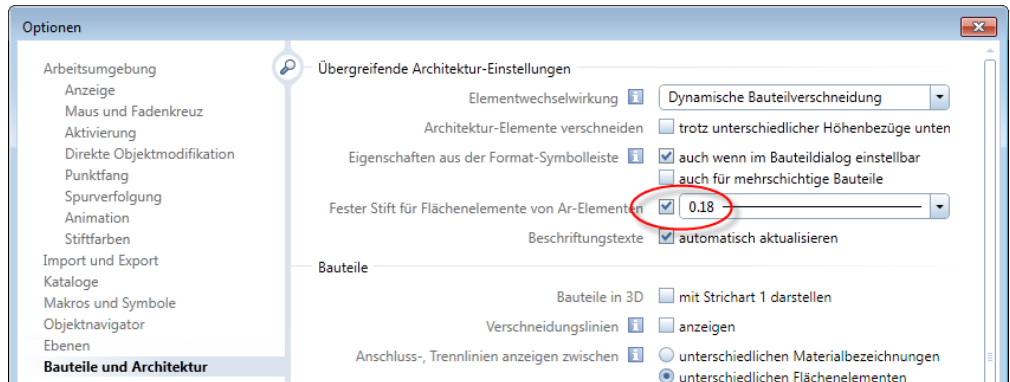 Optionen
Arbeitsumgebung
Anzeige
Maus und Fadenkreuz
Aktivierung
Direkte Objektmodifikation
Punktfang
Spurverfolgung
Animation
Stiftfarben
Import und Export
Kataloge
Makros und Symbole
Objektnavigator
Ebenen
Bauteile und Architektur
Übergreifende Architektur-Einstellungen
Elementwechselwirkung Dynamische Bauteilverschneidung
Architektur-Elemente verschneiden trotz unterschiedlicher Höhenbezüge unten
Eigenschaften aus der Format-Symbolleiste auch wenn im Bauteildialog einstellbar
auch für mehrschichtige Bauteile
Fester Stift für Flächenelemente von Ar-Elementen 0.18
Beschriftungstexte automatisch aktualisieren
Bauteile
Bauteile in 3D mit Strichart 1 darstellen
Verschneidungslinien anzeigen
Anschluss-, Trennlinien anzeigen zwischen unterschiedlichen Materialbezeichnungen
unterschiedlichen Flächenelementen